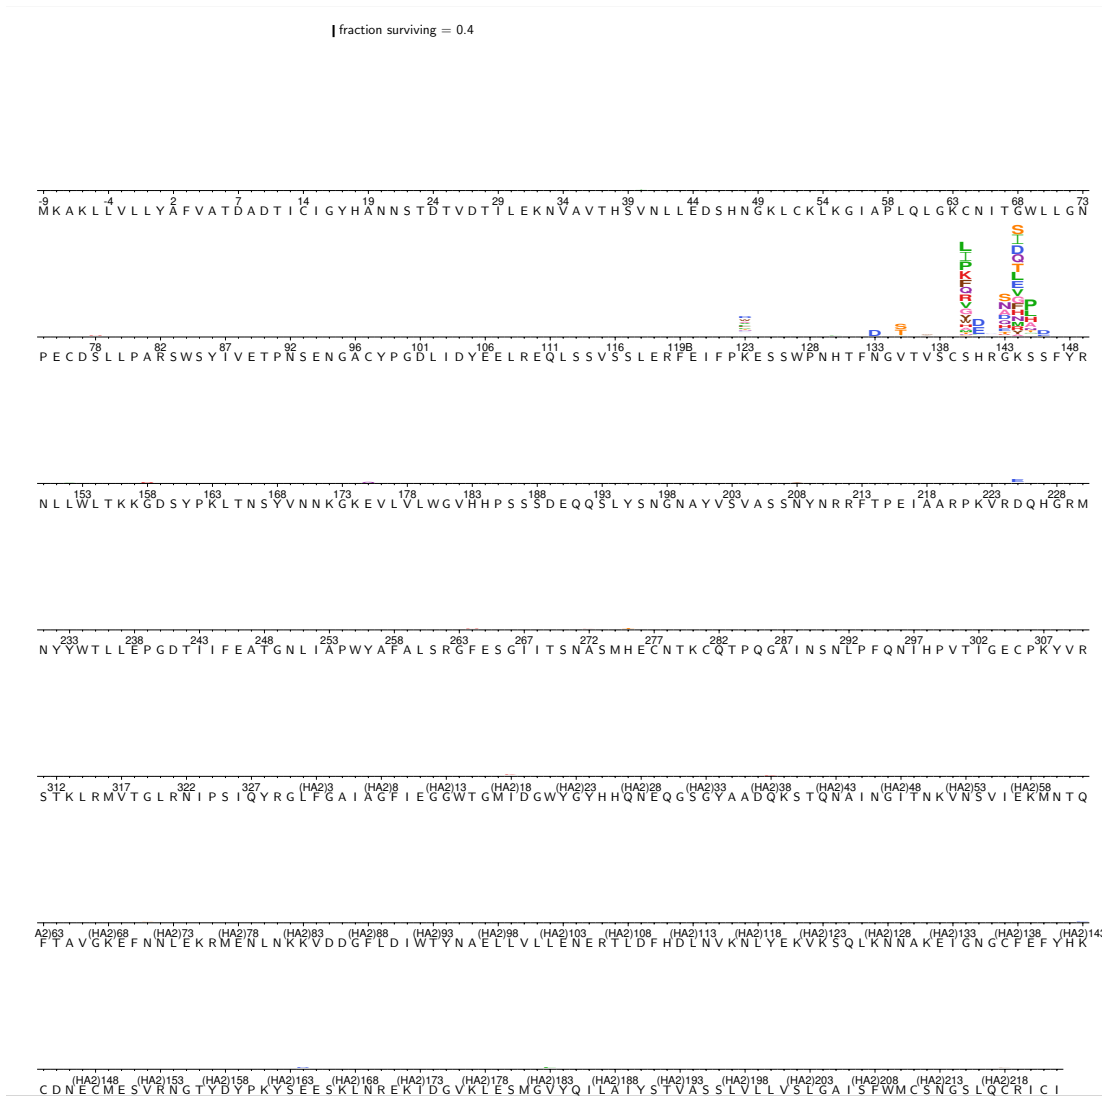 fraction surviving = 0.4
-9 -4 2 7 14 19 24 29 34 39 44 49 54 58 63 68 73
M K A K L L V L L Y A F V A T D A D T I C I G Y H A N N S T D T V D T I L E K N V A V T H S V N L L E D S H N G K L C K L K G I A P L Q L G K C N I T G W L L G N
78 82 87 92 96 101 106 111 116 119B 123 128 133 138 143 148
P E C D S L L P A R S W S Y I V E T P N S E N G A C Y P G D L I D Y E E L R E Q L S S V S S L E R F E I F P K E S S W P N H T F N G V T V S C S H R G K S S F Y R
153 158 163 168 173 178 183 188 193 198 203 208 213 218 223 228
N L L W L T K K G D S Y P K L T N S Y V N N K G K E V L V L W G V H H P S S S D E Q Q S L Y S N G N A Y V S V A S S N Y N R R F T P E I A A R P K V R D Q H G R M
233 238 243 248 253 258 263 267 272 277 282 287 292 297 302 307
N Y Y W T L L E P G D T I I F E A T G N L I A P W Y A F A L S R G F E S G I I T S N A S M H E C N T K C Q T P Q G A I N S N L P F Q N I H P V T I G E C P K Y V R
312 317 322 327 (HA2)3 (HA2)8 (HA2)13 (HA2)18 (HA2)23 (HA2)28 (HA2)33 (HA2)38 (HA2)43 (HA2)48 (HA2)53 (HA2)58
S T K L R M V T G L R N I P S I Q Y R G L F G A I A G F I E G G W T G M I D G W Y G Y H H Q N E Q G S G Y A A D Q K S T Q N A I N G I T N K V N S V I E K M N T Q
A2)63 (HA2)68 (HA2)73 (HA2)78 (HA2)83 (HA2)88 (HA2)93 (HA2)98 (HA2)103 (HA2)108 (HA2)113 (HA2)118 (HA2)123 (HA2)128 (HA2)133 (HA2)138 (HA2)143
F T A V G K E F N N L E K R M E N L N K K V D D G F L D I W T Y N A E L L V L L E N E R T L D F H D L N V K N L Y E K V K S Q L K N N A K E I G N G C F E F Y H K
(HA2)148 (HA2)153 (HA2)158 (HA2)163 (HA2)168 (HA2)173 (HA2)178 (HA2)183 (HA2)188 (HA2)193 (HA2)198 (HA2)203 (HA2)208 (HA2)213 (HA2)218
C D N E C M E S V R N G T Y D Y P K Y S E E S K L N R E K I D G V K L E S M G V Y Q I L A I Y S T V A S S L V L L V S L G A I S F W M C S N G S L Q C R I C I